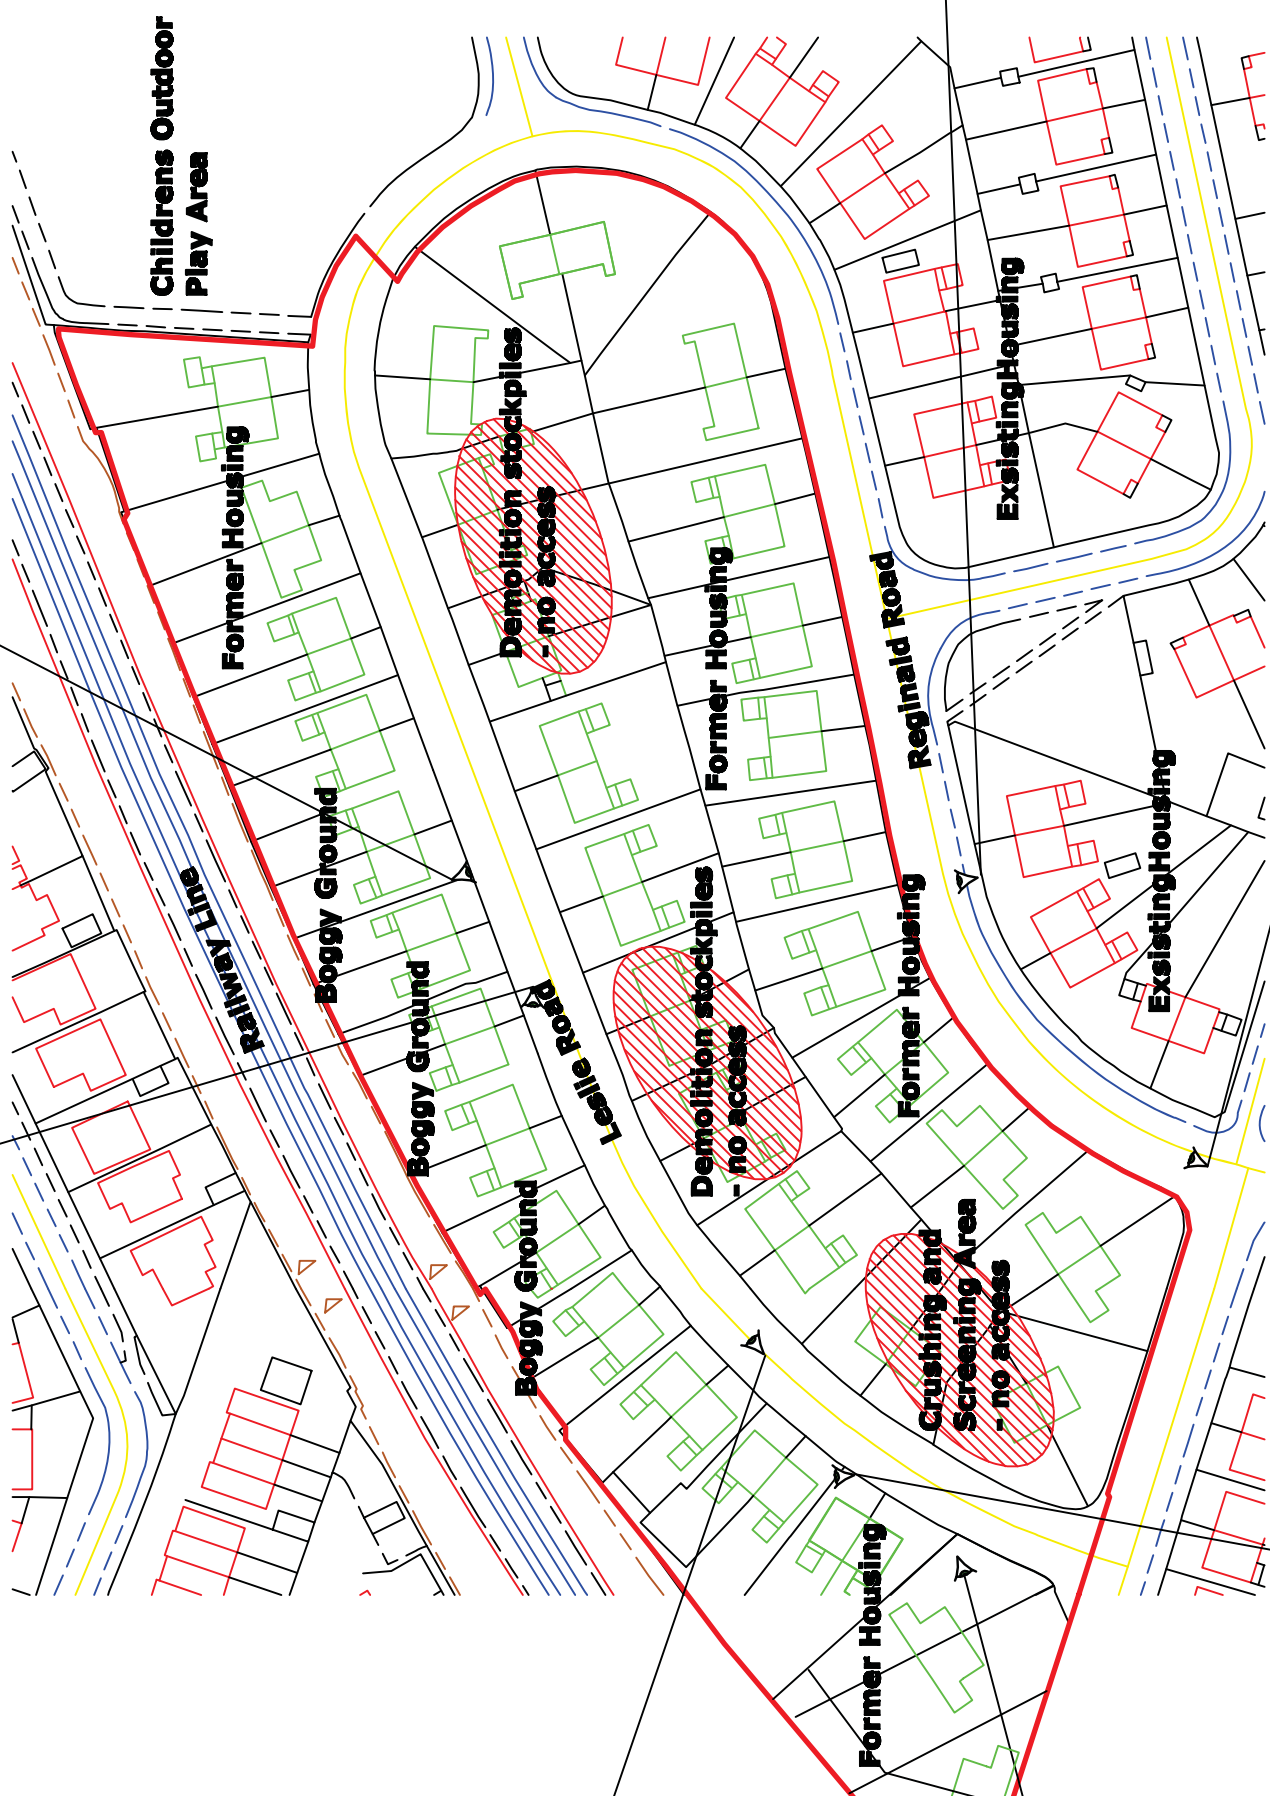 Childrens Outdoor
Play Area
Former Housing
Railway Line
Boggy Ground
Boggy Ground
Boggy Ground
Leslie Road
Demolition stockpiles
- no access
Demolition stockpiles
- no access
Former Housing
Former Housing
Former Housing
Crushing and
Screening Area
- no access
Reginald Road
ExsistingHousing
ExsistingHousing